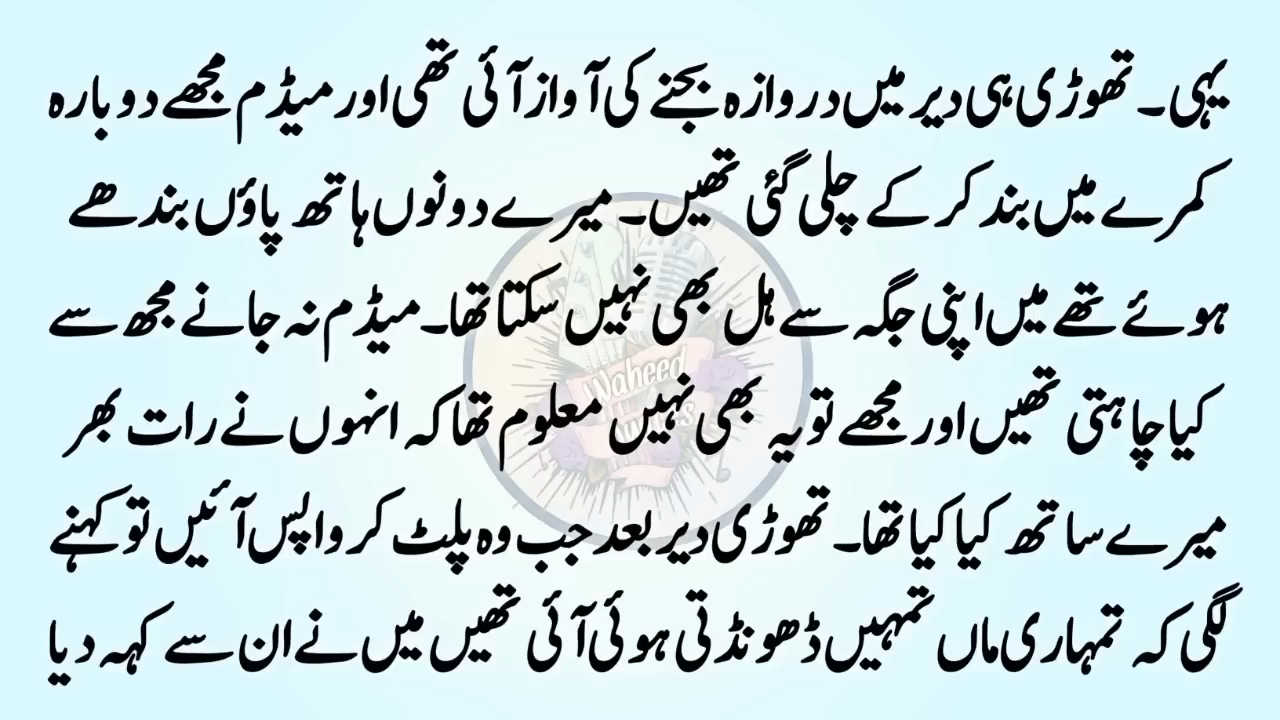 یہی۔ تھوڑی ہی دیر میں دروازہ بجنے کی آواز آئی تھی اور میڈم مجھے دوبارہ
کمرے میں بند کر کے چلی گئی تھیں۔ میرے دونوں ہاتھ پاؤں بندھے
ہوئے تھے میں اپنی جگہ سے ہل بھی نہیں سکتا تھا۔ میڈم نہ جانے مجھ سے
کیا چاہتی تھیں اور مجھے تو یہ بھی نہیں معلوم تھا کہ انہوں نے رات بھر
میرے ساتھ کیا کیا تھا۔ تھوڑی دیر بعد جب وہ پلٹ کر واپس آئیں تو کہنے
لگی کہ تمہاری ماں تمہیں ڈھونڈتی ہوئی آئی تھیں میں نے ان سے کہہ دیا
Waheed